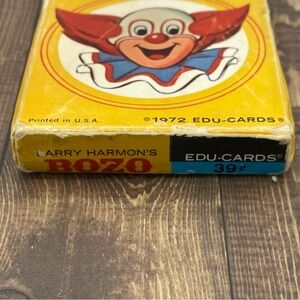 Printed in U.S.A.
©1972 EDU-CARDS®
LARRY HARMON'S
BOZO
EDU-CARDS®
39¢